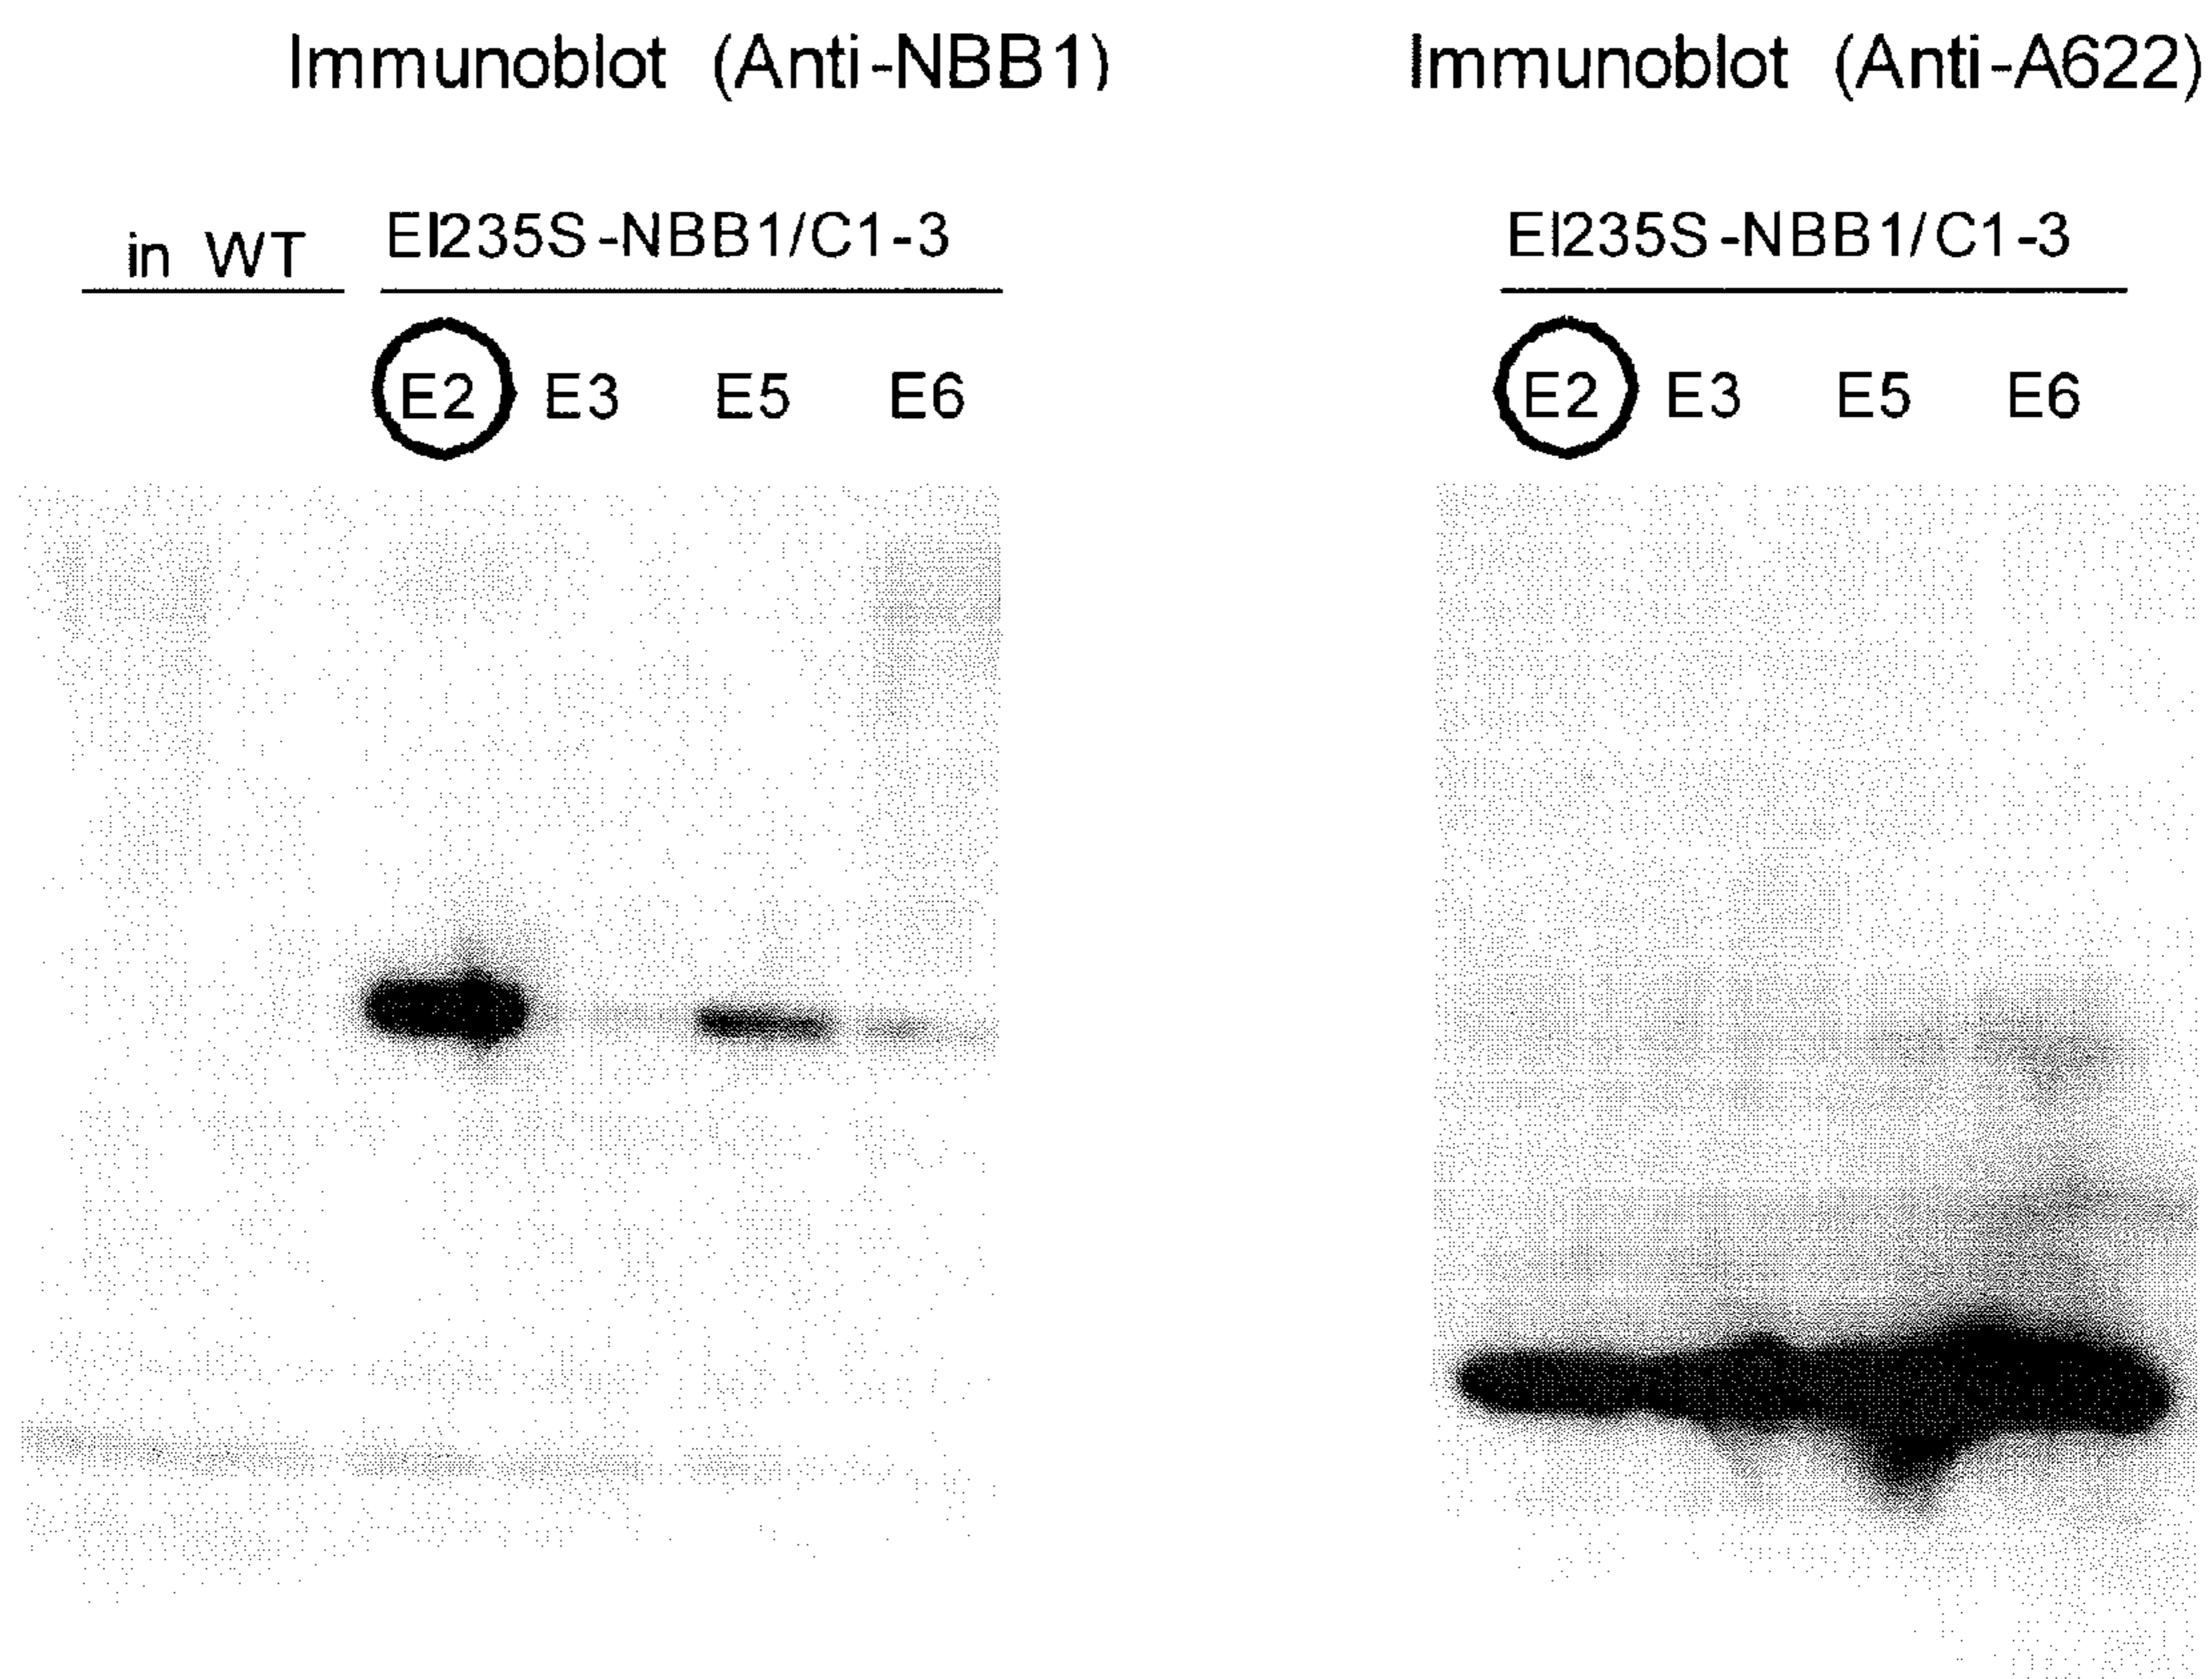 Immunoblot (Anti-NBB1)
in WT
EI235S-NBB1/C1-3
E2 E3 E5 E6
Immunoblot (Anti-A622)
EI235S-NBB1/C1-3
E2 E3 E5 E6